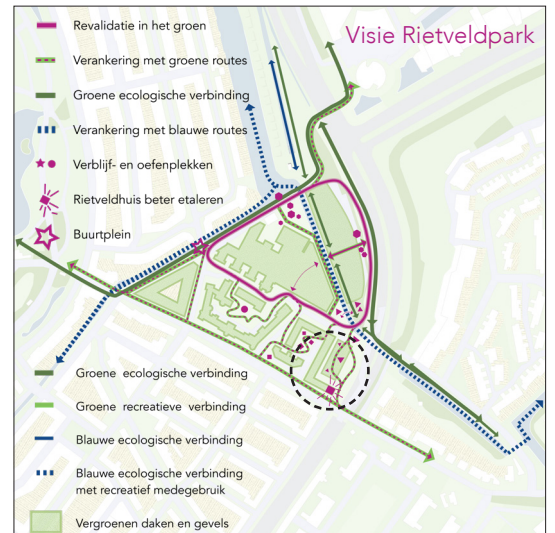 Visie Rietveldpark
Revalidatie in het groen
Verankering met groene routes
Groene ecologische verbinding
Verankering met blauwe routes
Verblijf- en oefenplekken
Rietveldhuis beter etaleren
Buurtplein
Groene ecologische verbinding
Groene recreatieve verbinding
Blauwe ecologische verbinding
Blauwe ecologische verbinding
met recreatief medegebruik
Vergroenen daken en gevels